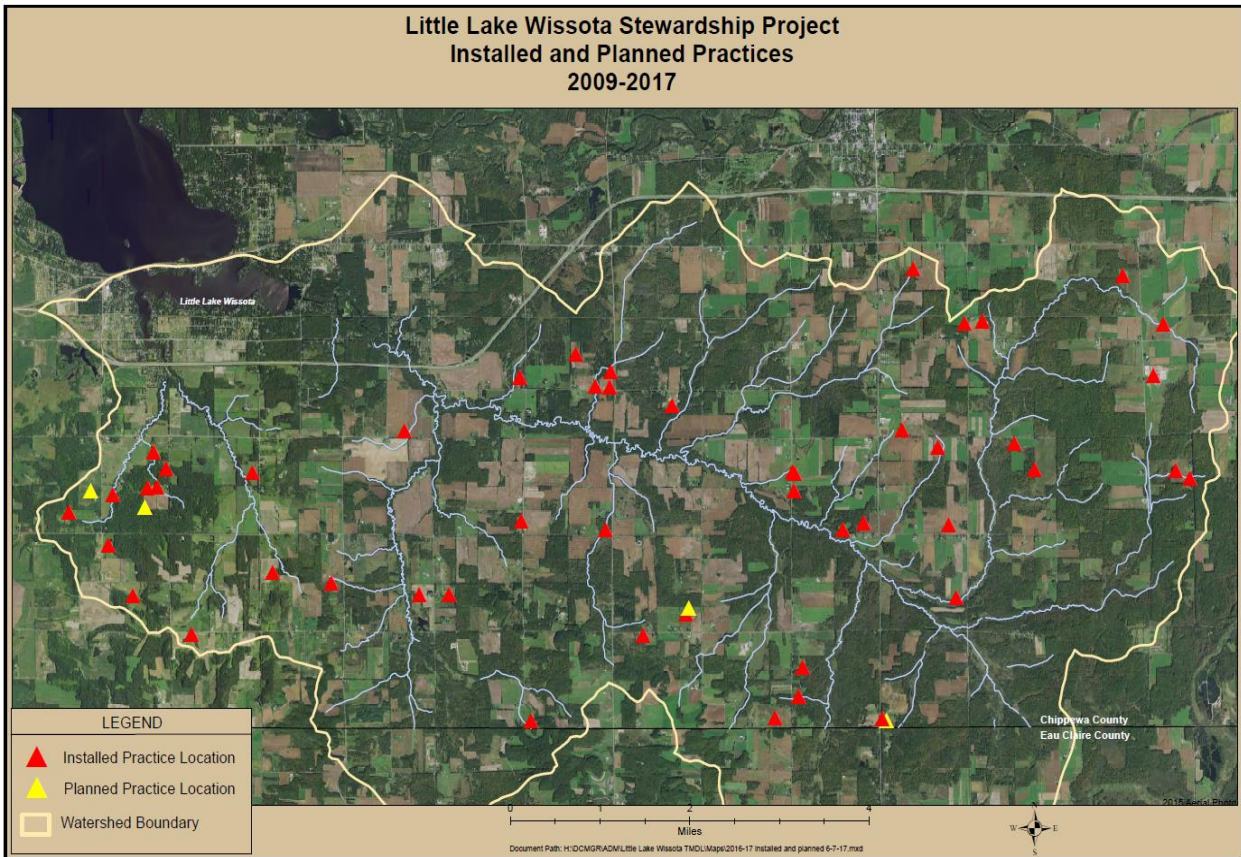 Little Lake Wissota Stewardship Project
Installed and Planned Practices
2009-2017
Little Lake Wissota
Chippewa County
Eau Claire County
LEGEND
Installed Practice Location
Planned Practice Location
Watershed Boundary
2015 Aerial Photo
0 1 2 4
Miles
N
W E
S
Document Path: H:\DCMGR\ADM\Little Lake Wissota TMDL\Maps\2016-17 installed and planned 6-7-17.mxd